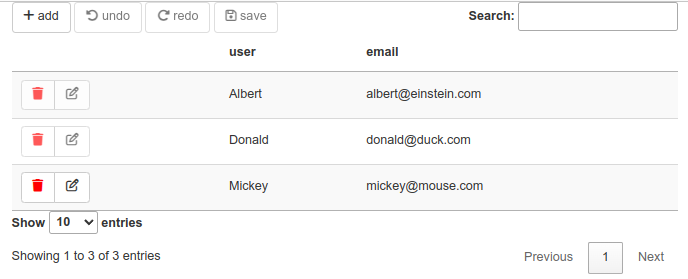 add undo redo save Search:
user email
Albert albert@einstein.com
Donald donald@duck.com
Mickey mickey@mouse.com
Show 10 entries
Showing 1 to 3 of 3 entries Previous 1 Next